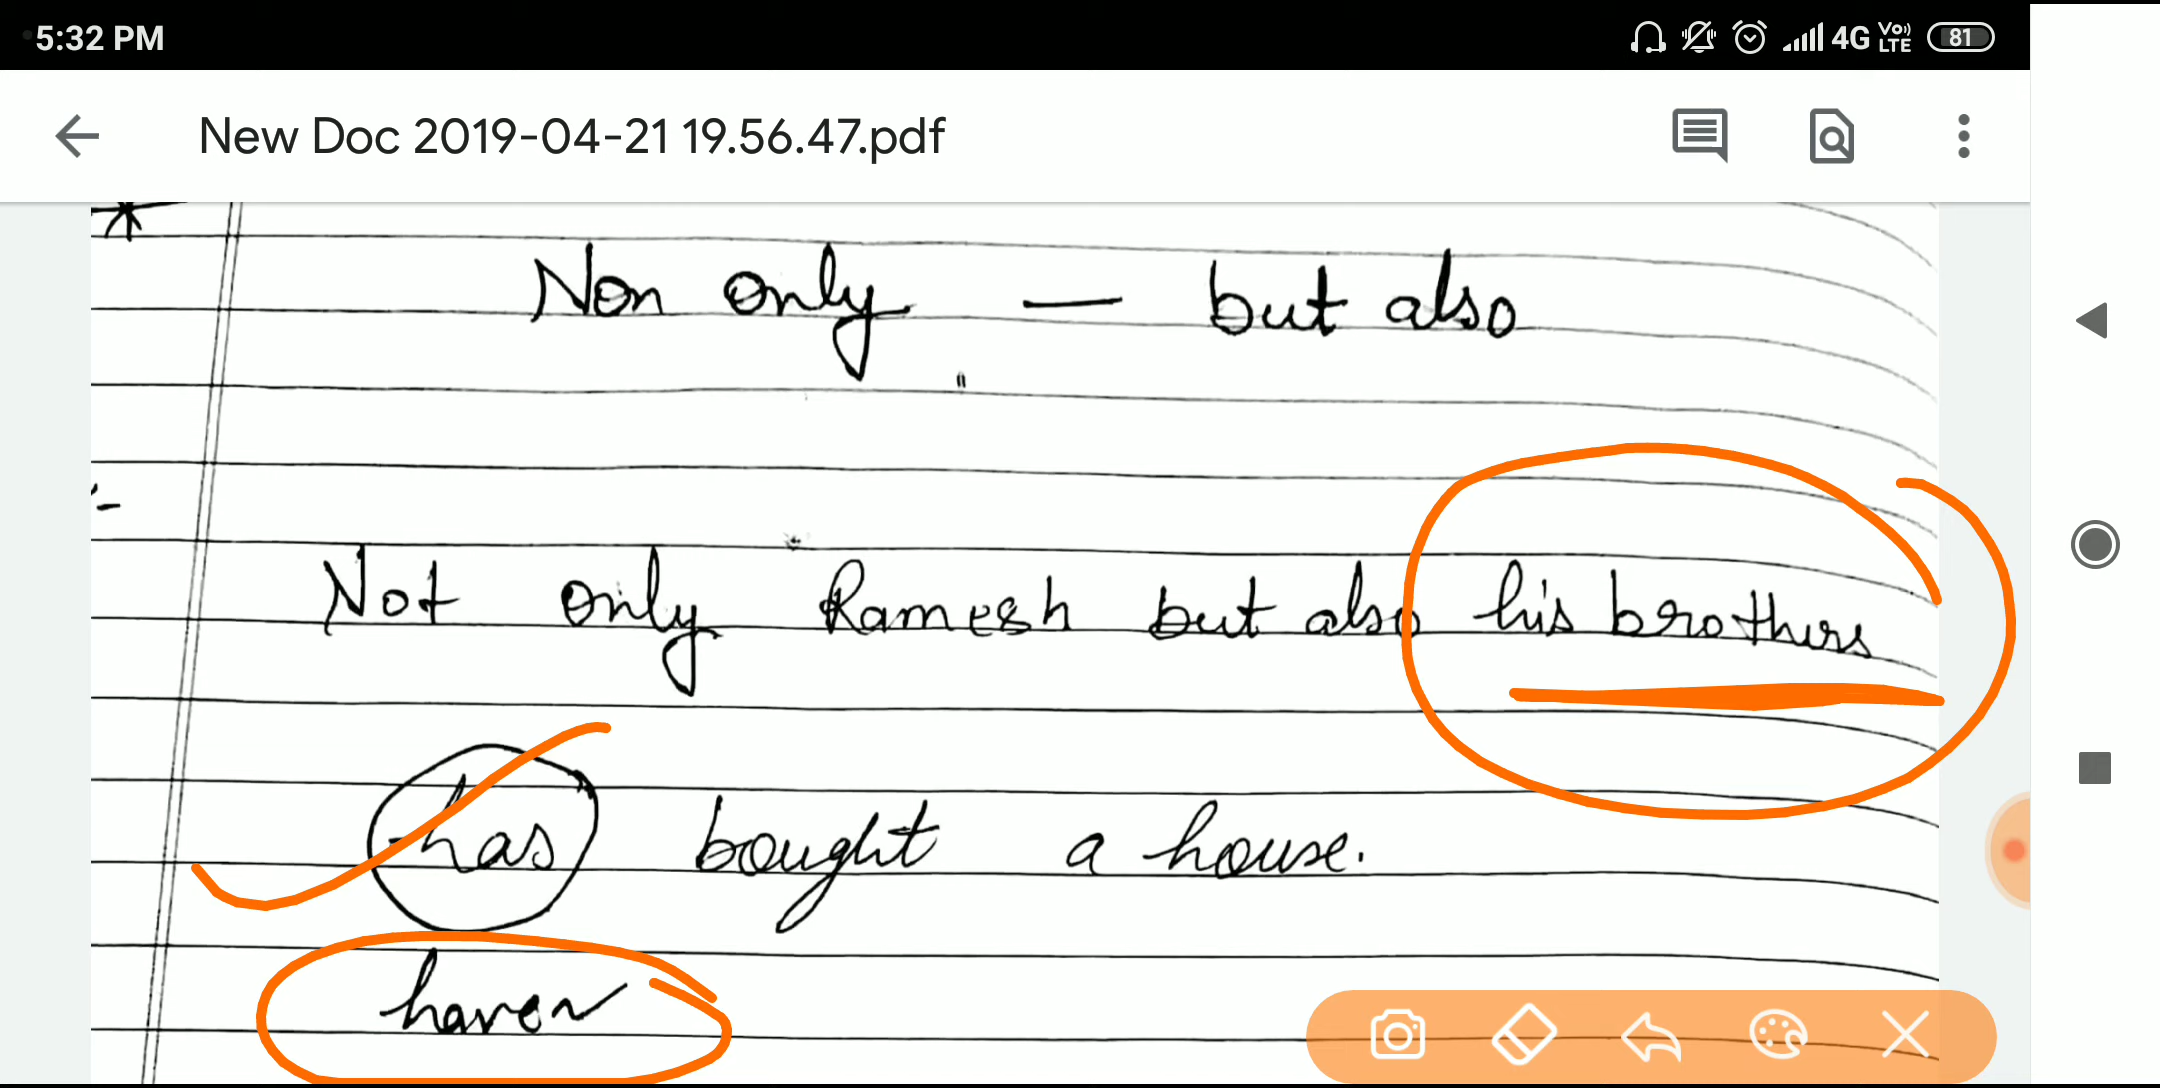 5:32 PM 4G VoLTE 81
New Doc 2019-04-21 19.56.47.pdf
Non only — but also
Not only Ramesh but also his brothers
has bought a house.
have